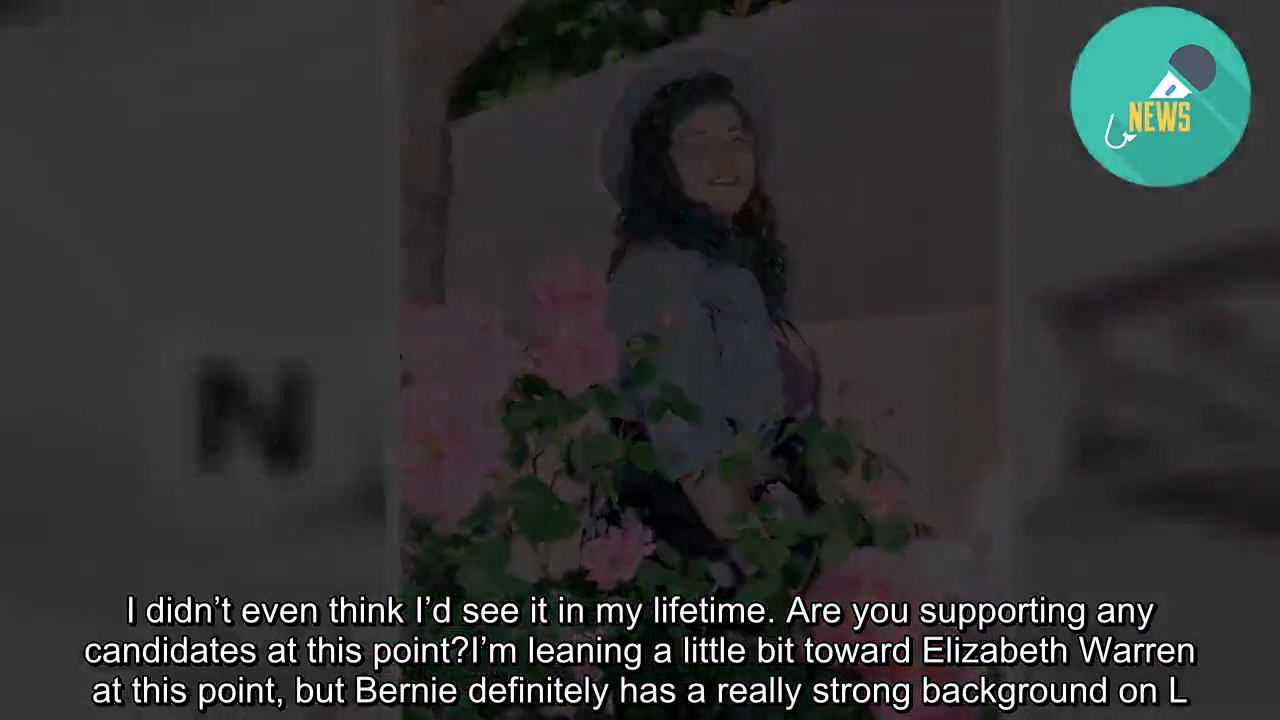 NEWS
N
I didn’t even think I’d see it in my lifetime. Are you supporting any
candidates at this point?I’m leaning a little bit toward Elizabeth Warren
at this point, but Bernie definitely has a really strong background on L